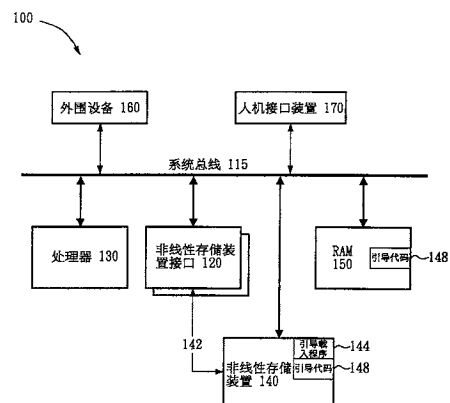 100
外围设备 160
人机接口装置 170
系统总线 115
处理器 130
非线性存储装
置接口 120
RAM
150
引导代码
148
142
非线性存储
装置 140
引导载
入程序
144
引导代码
148